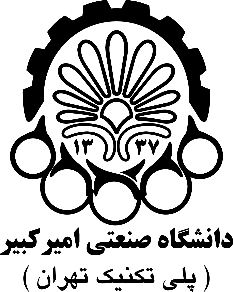 ۱۳ ۳۷
دانشگاه صنعتی امیرکبیر
( پلی تکنیک تهران )